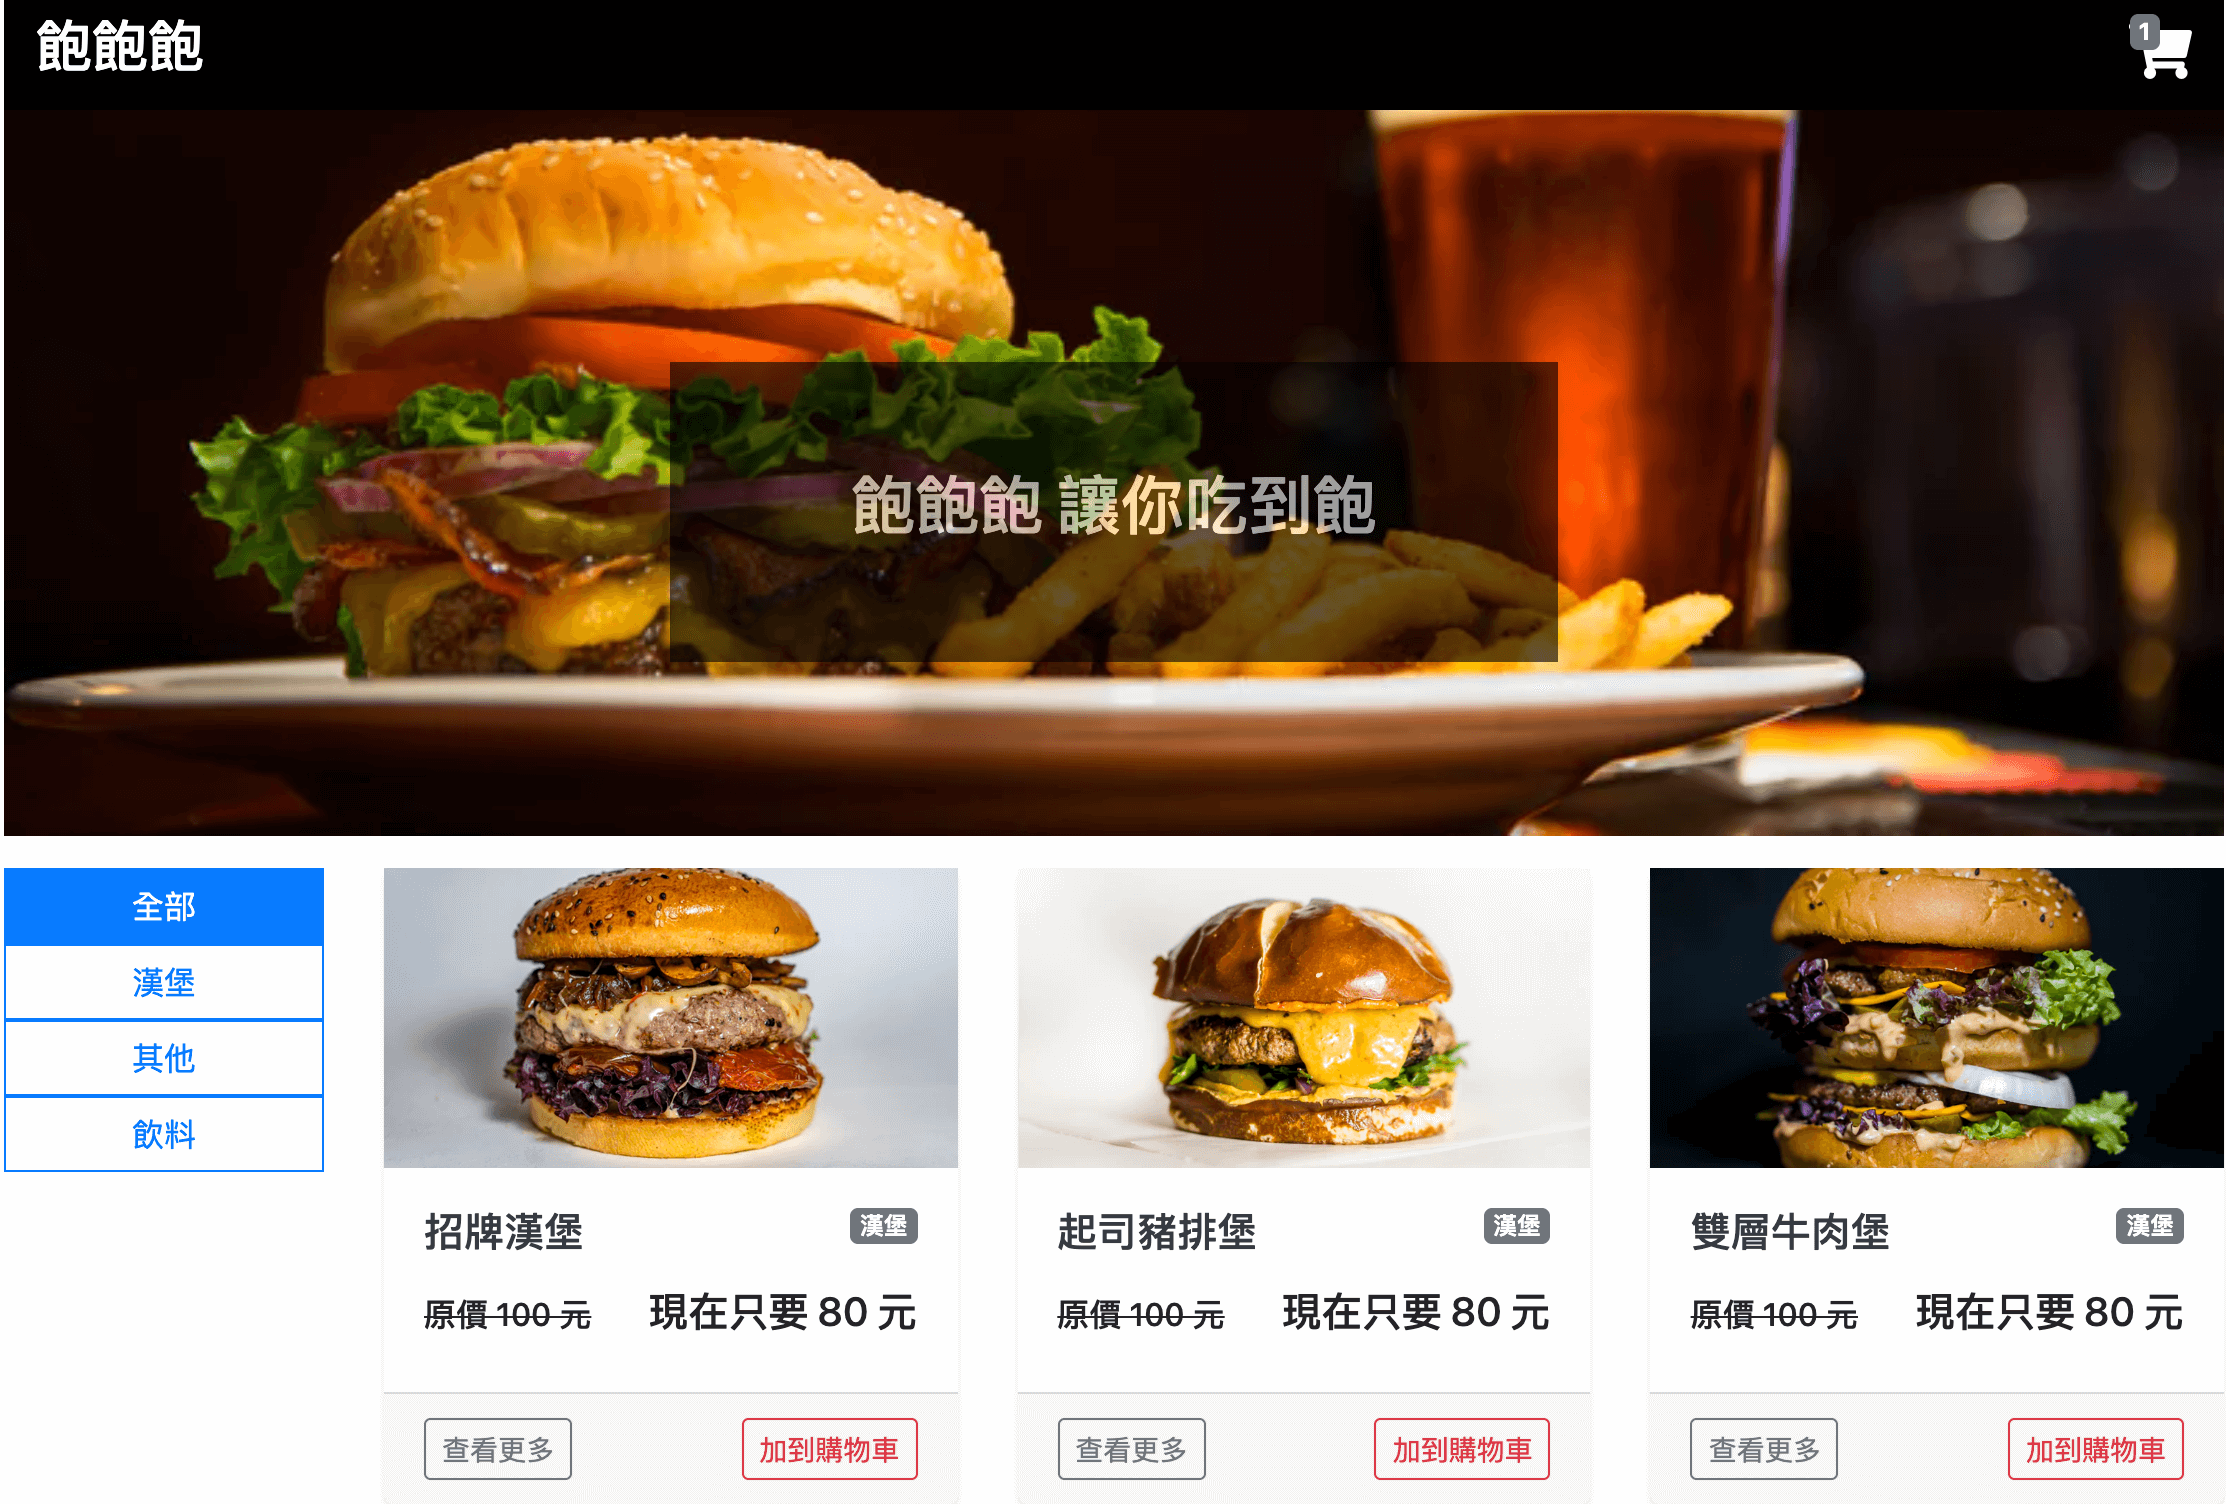 飽飽飽
1
飽飽飽 讓你吃到飽
全部
漢堡
其他
飲料
招牌漢堡 漢堡
原價 100 元 現在只要 80 元
查看更多 加到購物車
起司豬排堡 漢堡
原價 100 元 現在只要 80 元
查看更多 加到購物車
雙層牛肉堡 漢堡
原價 100 元 現在只要 80 元
查看更多 加到購物車